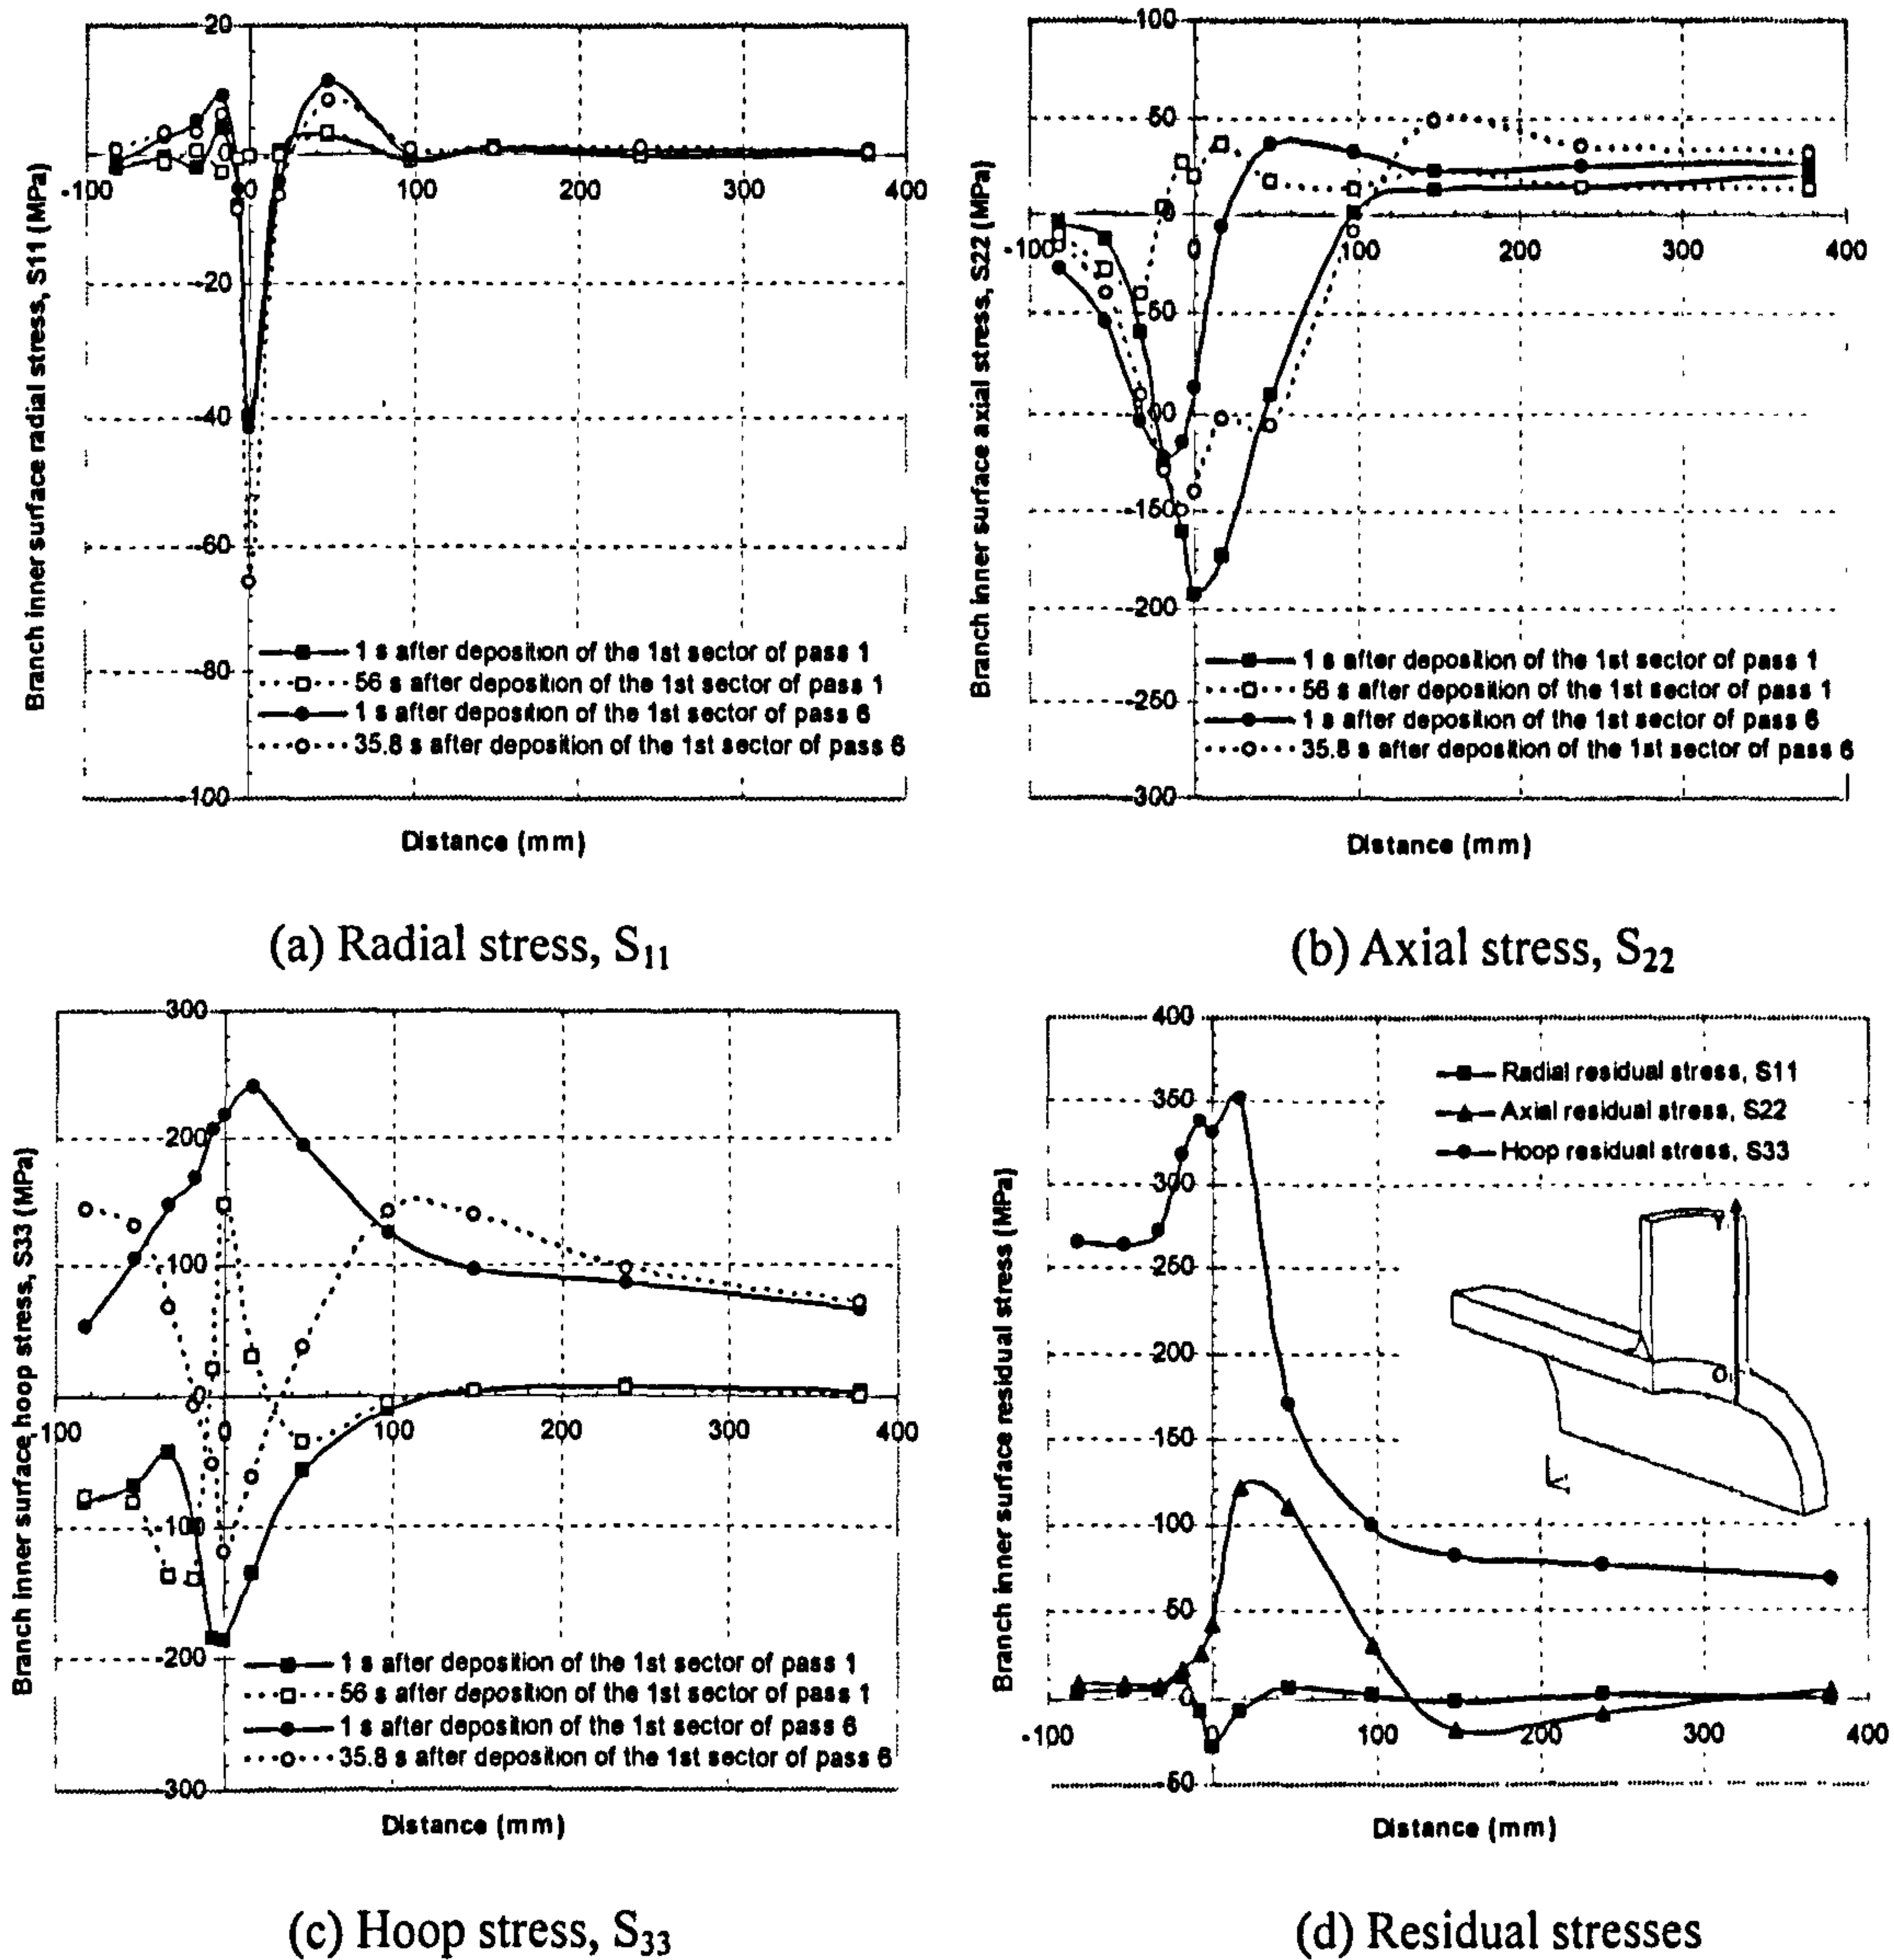 20
0
-20
-40
-60
-80
-100
-100
0
100
200
300
400
Branch inner surface radial stress, S11 (MPa)
1 s after deposition of the 1st sector of pass 1
56 s after deposition of the 1st sector of pass 1
1 s after deposition of the 1st sector of pass 6
35.8 s after deposition of the 1st sector of pass 6
Distance (mm)
(a) Radial stress, S11
100
50
0
-50
-150
-200
-250
-300
-100
0
100
200
300
400
Branch inner surface axial stress, S22 (MPa)
1 s after deposition of the 1st sector of pass 1
56 s after deposition of the 1st sector of pass 1
1 s after deposition of the 1st sector of pass 6
35.8 s after deposition of the 1st sector of pass 6
Distance (mm)
(b) Axial stress, S22
300
200
100
0
-100
-200
-300
-100
0
100
200
300
400
Branch inner surface hoop stress, S33 (MPa)
1 s after deposition of the 1st sector of pass 1
56 s after deposition of the 1st sector of pass 1
1 s after deposition of the 1st sector of pass 6
35.8 s after deposition of the 1st sector of pass 6
Distance (mm)
(c) Hoop stress, S33
400
350
300
250
200
150
100
50
0
-50
-100
0
100
200
300
400
Branch inner surface residual stress (MPa)
Radial residual stress, S11
Axial residual stress, S22
Hoop residual stress, S33
Distance (mm)
(d) Residual stresses